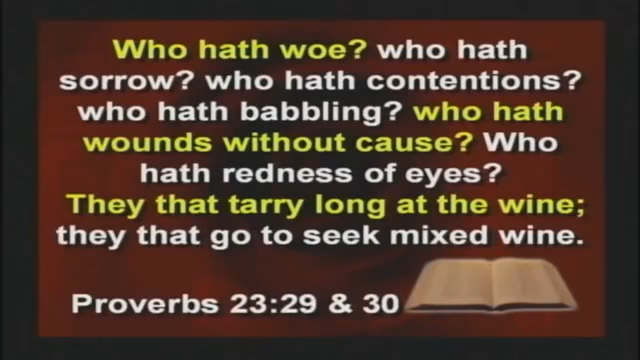 Who hath woe? who hath
sorrow? who hath contentions?
who hath babbling? who hath
wounds without cause? Who
hath redness of eyes?
They that tarry long at the wine;
they that go to seek mixed wine.
Proverbs 23:29 & 30